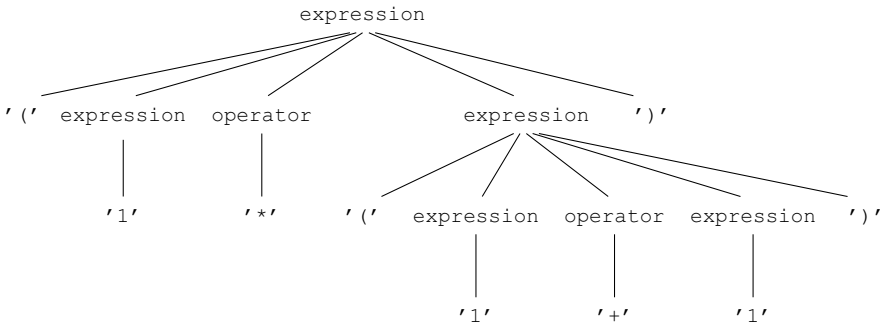 expression
'(' expression operator expression ')'
'1' '*' '(' expression operator expression ')'
'1' '+' '1'